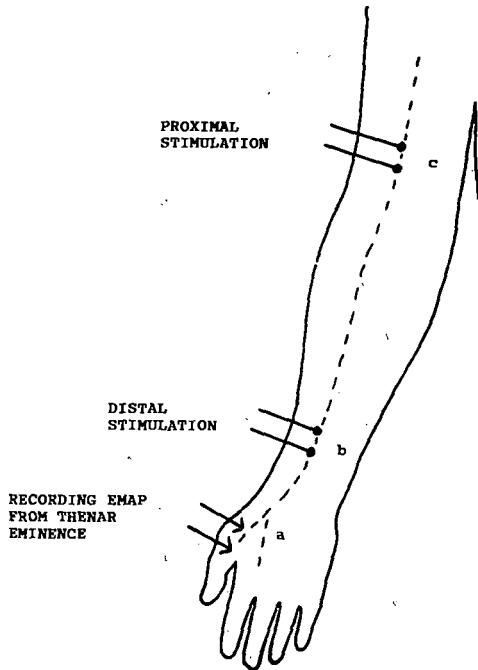 PROXIMAL
STIMULATION
c
DISTAL
STIMULATION
b
RECORDING EMAP
FROM THENAR
EMINENCE
a